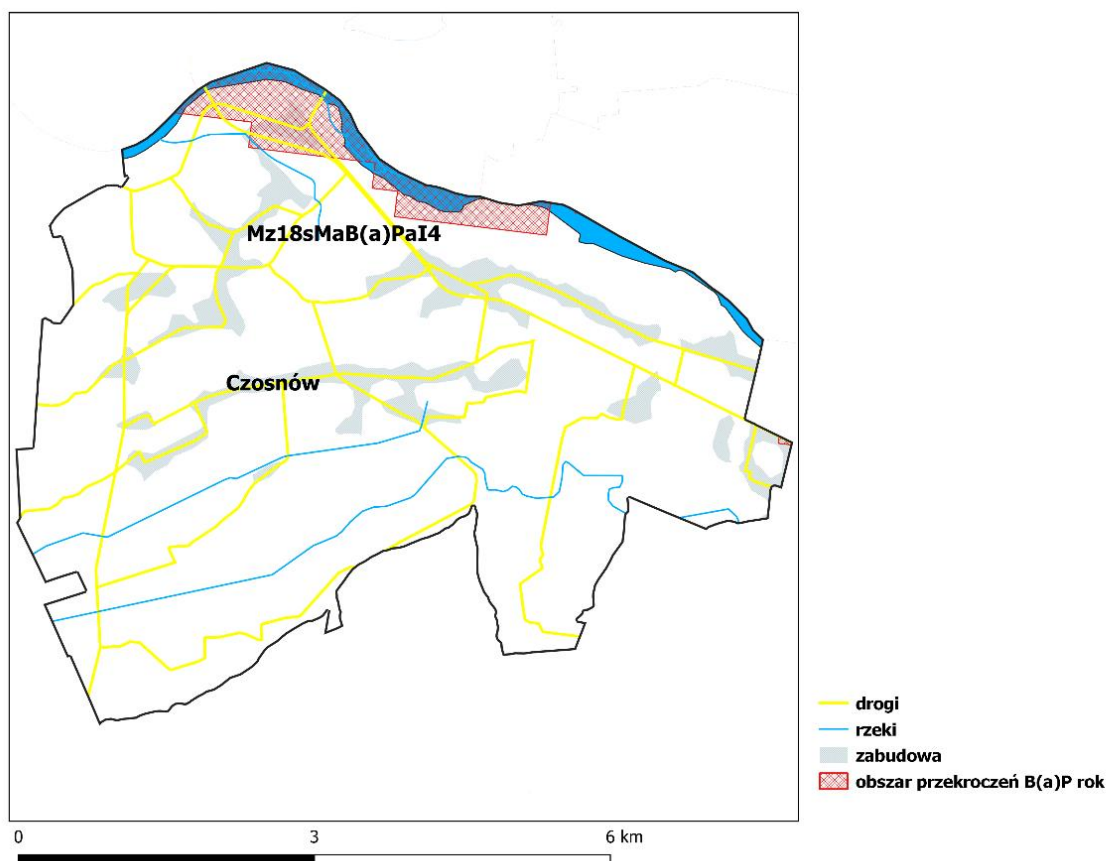 Mz18sMaB(a)PaI4
Czosnów
drogi
rzeki
zabudowa
obszar przekroczeń B(a)P rok
0 3 6 km